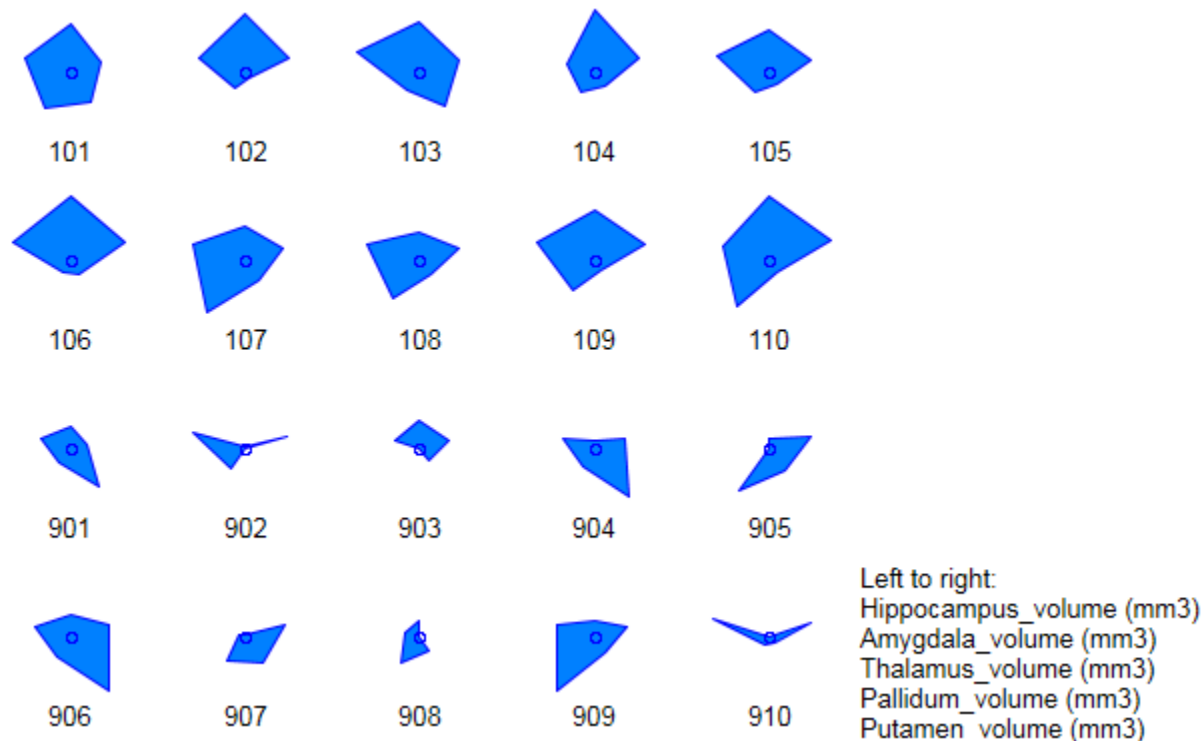 101 102 103 104 105
106 107 108 109 110
901 902 903 904 905
906 907 908 909 910
Left to right:
Hippocampus_volume (mm3)
Amygdala_volume (mm3)
Thalamus_volume (mm3)
Pallidum_volume (mm3)
Putamen_volume (mm3)